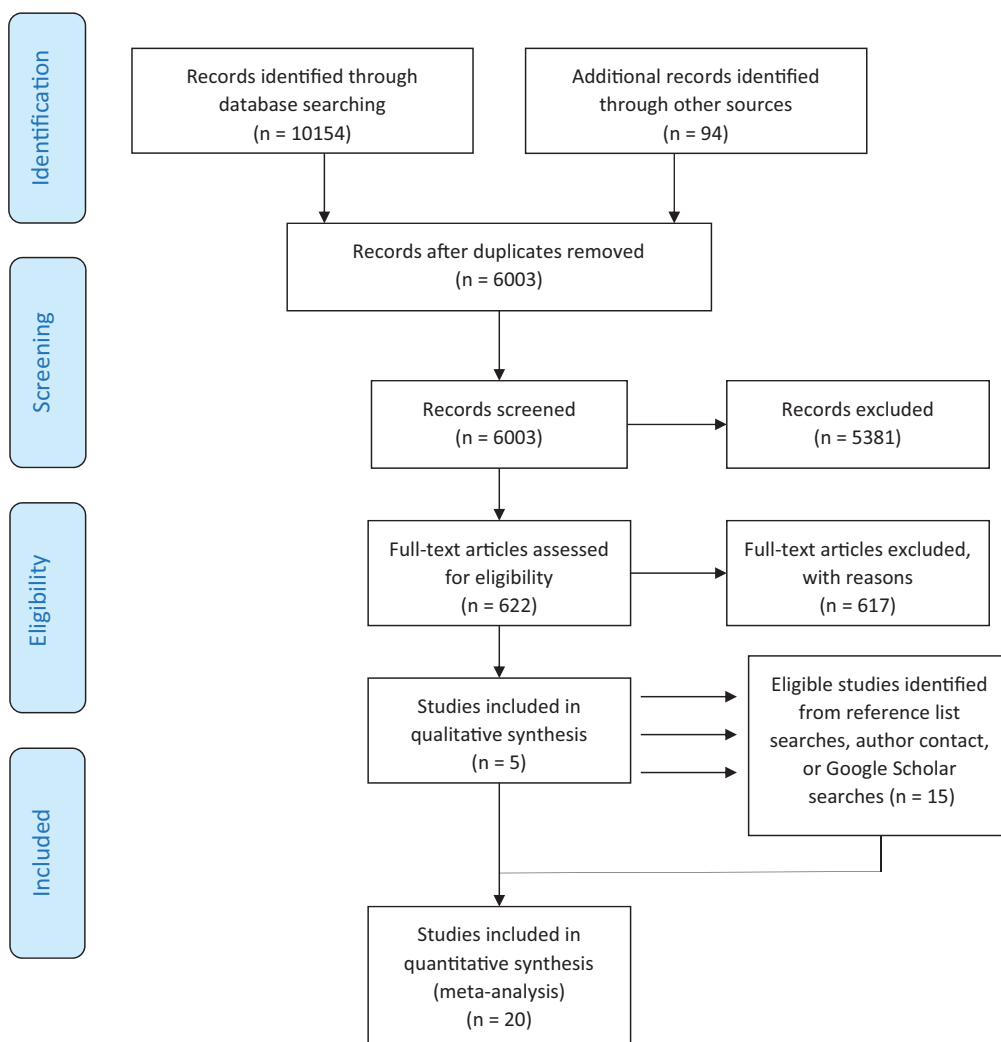 Identification
Records identified through
database searching
(n = 10154)
Additional records identified
through other sources
(n = 94)
Records after duplicates removed
(n = 6003)
Screening
Records screened
(n = 6003)
Records excluded
(n = 5381)
Eligibility
Full-text articles assessed
for eligibility
(n = 622)
Full-text articles excluded,
with reasons
(n = 617)
Studies included in
qualitative synthesis
(n = 5)
Eligible studies identified
from reference list
searches, author contact,
or Google Scholar
searches (n = 15)
Included
Studies included in
quantitative synthesis
(meta-analysis)
(n = 20)